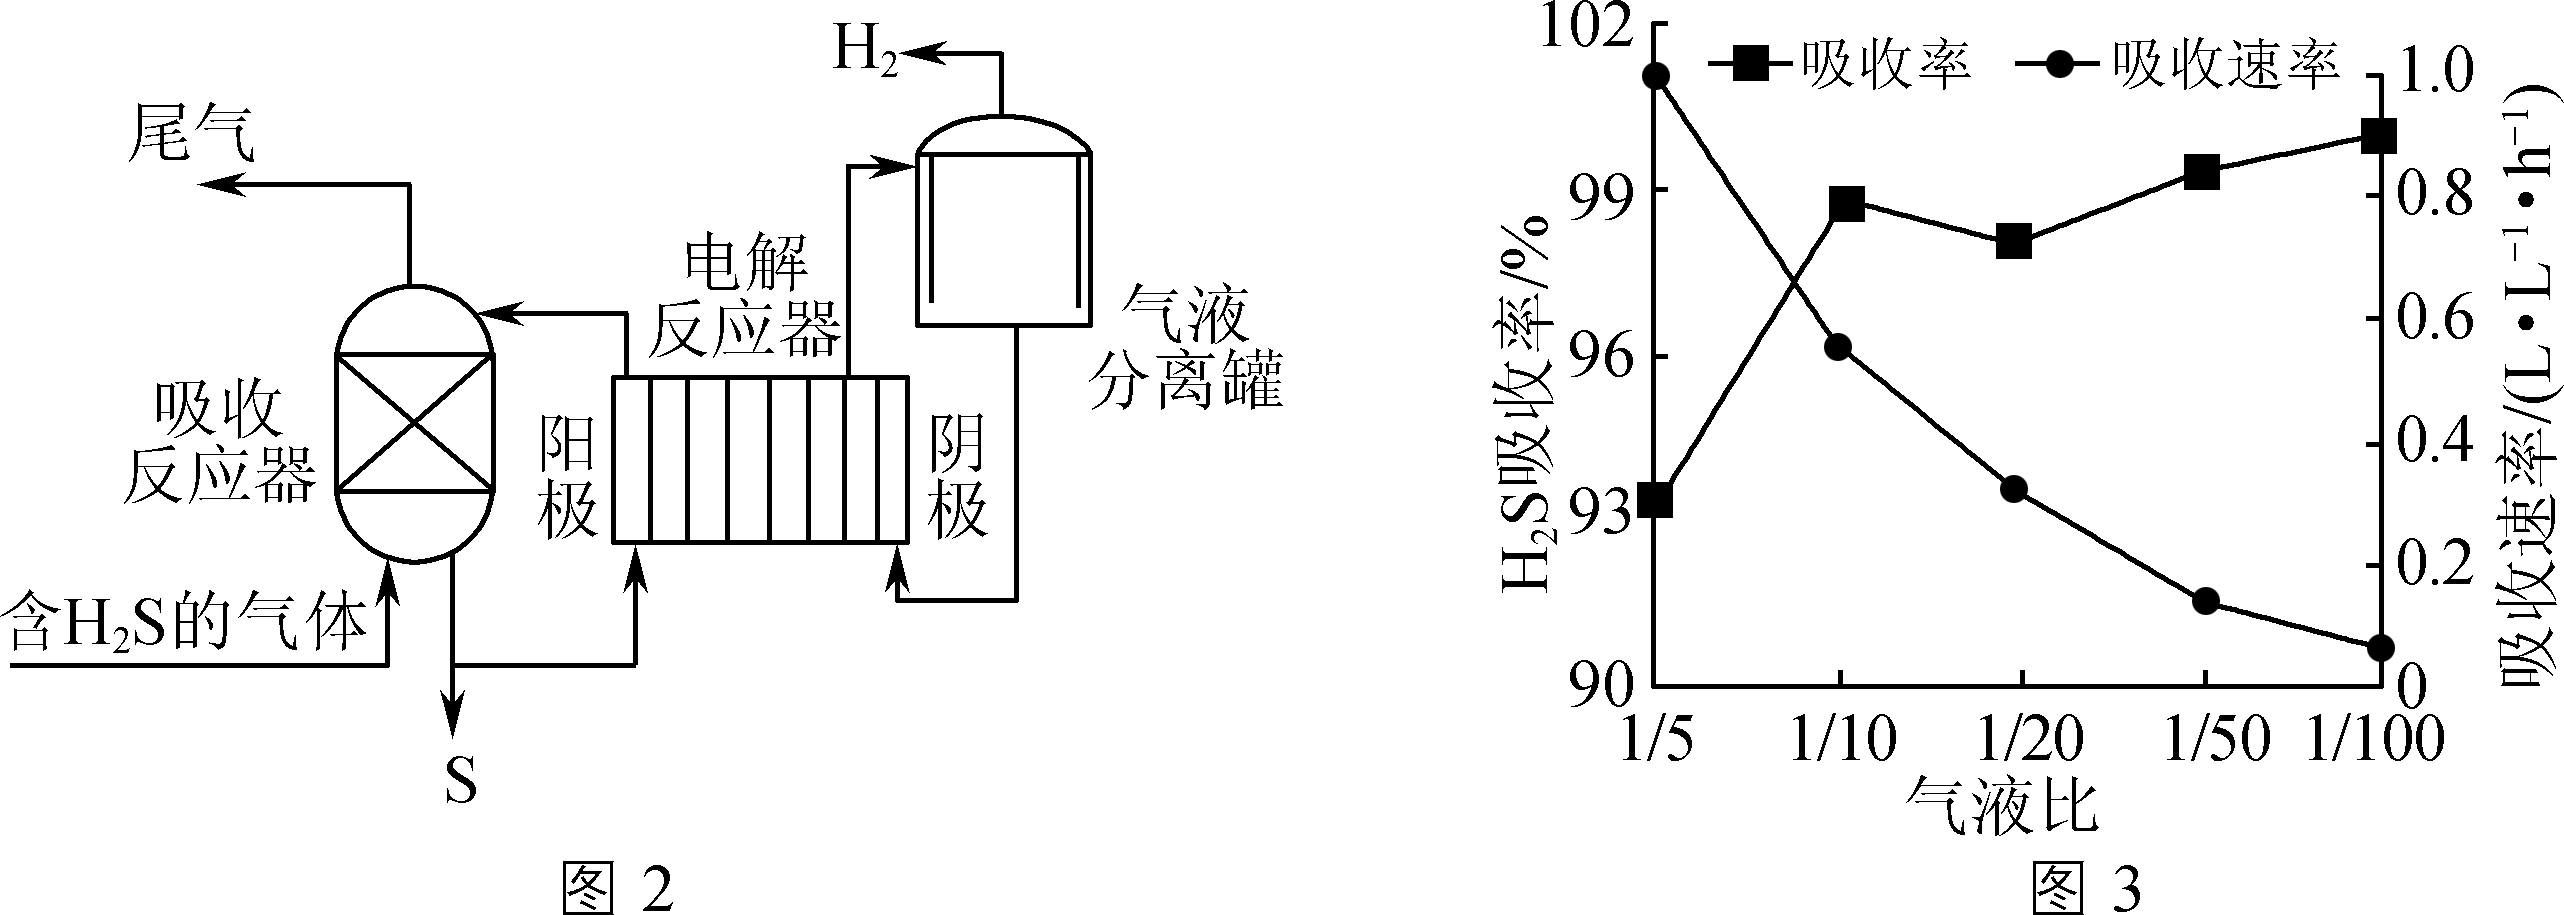 H₂
尾气
电解
反应器
气液
分离罐
吸收
反应器
阳
极
阴
极
含H₂S的气体
S
图 2
吸收率
吸收速率
H₂S吸收率/%
102
99
96
93
90
1.0
0.8
0.6
0.4
0.2
0
吸收速率/(L·L⁻¹·h⁻¹)
1/5 1/10 1/20 1/50 1/100
气液比
图 3